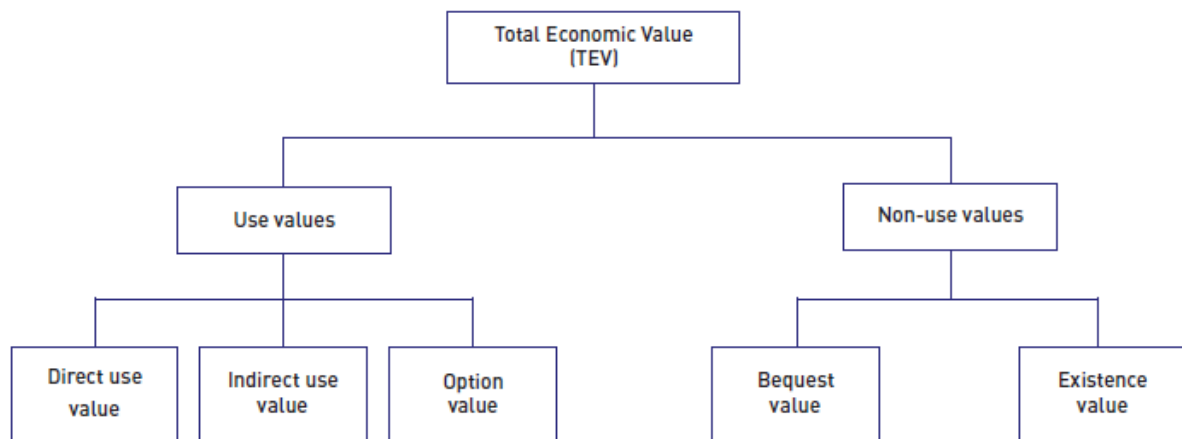 Total Economic Value
(TEV)
Use values
Non-use values
Direct use
value
Indirect use
value
Option
value
Bequest
value
Existence
value